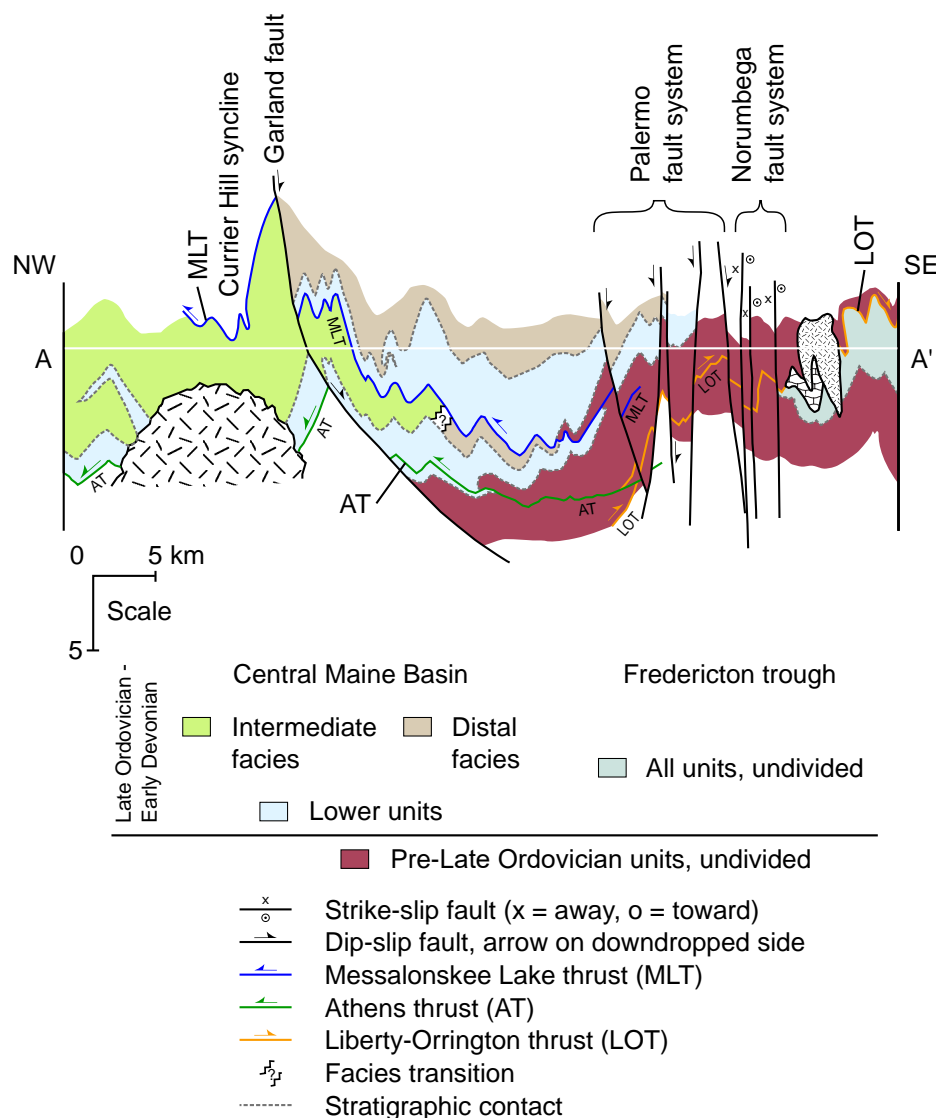 Garland fault
Currier Hill syncline
MLT
Palermo
fault system
Norumbega
fault system
LOT
NW
SE
A
A'
x
x
x
MLT
MLT
LOT
?
AT
AT
AT
AT
LOT
0
5 km
Scale
5
Late Ordovician -
Early Devonian
Central Maine Basin
Fredericton trough
Intermediate
facies
Distal
facies
All units, undivided
Lower units
Pre-Late Ordovician units, undivided
x
Strike-slip fault (x = away, o = toward)
Dip-slip fault, arrow on downdropped side
Messalonskee Lake thrust (MLT)
Athens thrust (AT)
Liberty-Orrington thrust (LOT)
?
Facies transition
Stratigraphic contact